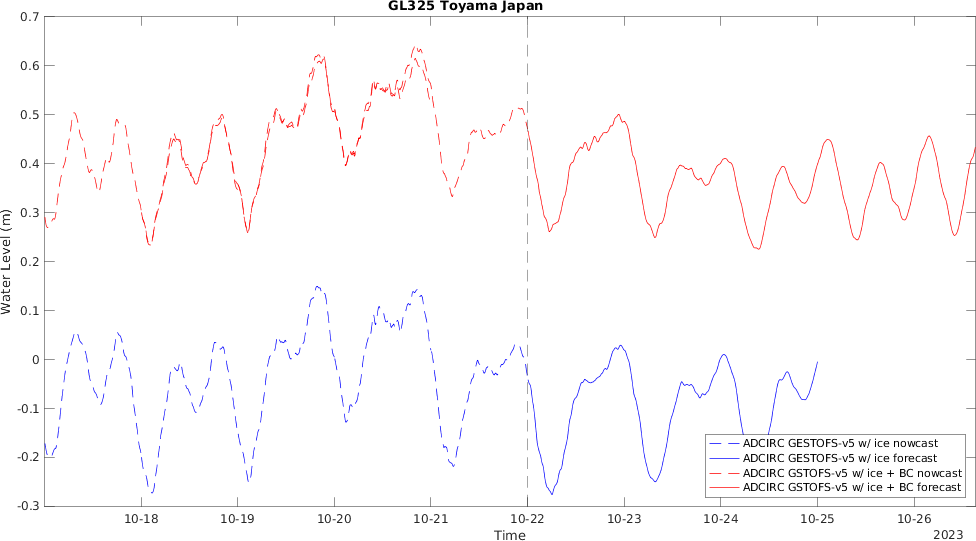 GL325 Toyama Japan
0.7
0.6
0.5
0.4
0.3
0.2
0.1
0
-0.1
-0.2
-0.3
Water Level (m)
ADCIRC GESTOFS-v5 w/ ice nowcast
ADCIRC GESTOFS-v5 w/ ice forecast
ADCIRC GSTOFS-v5 w/ ice + BC nowcast
ADCIRC GSTOFS-v5 w/ ice + BC forecast
10-18 10-19 10-20 10-21 10-22 10-23 10-24 10-25 10-26
Time
2023